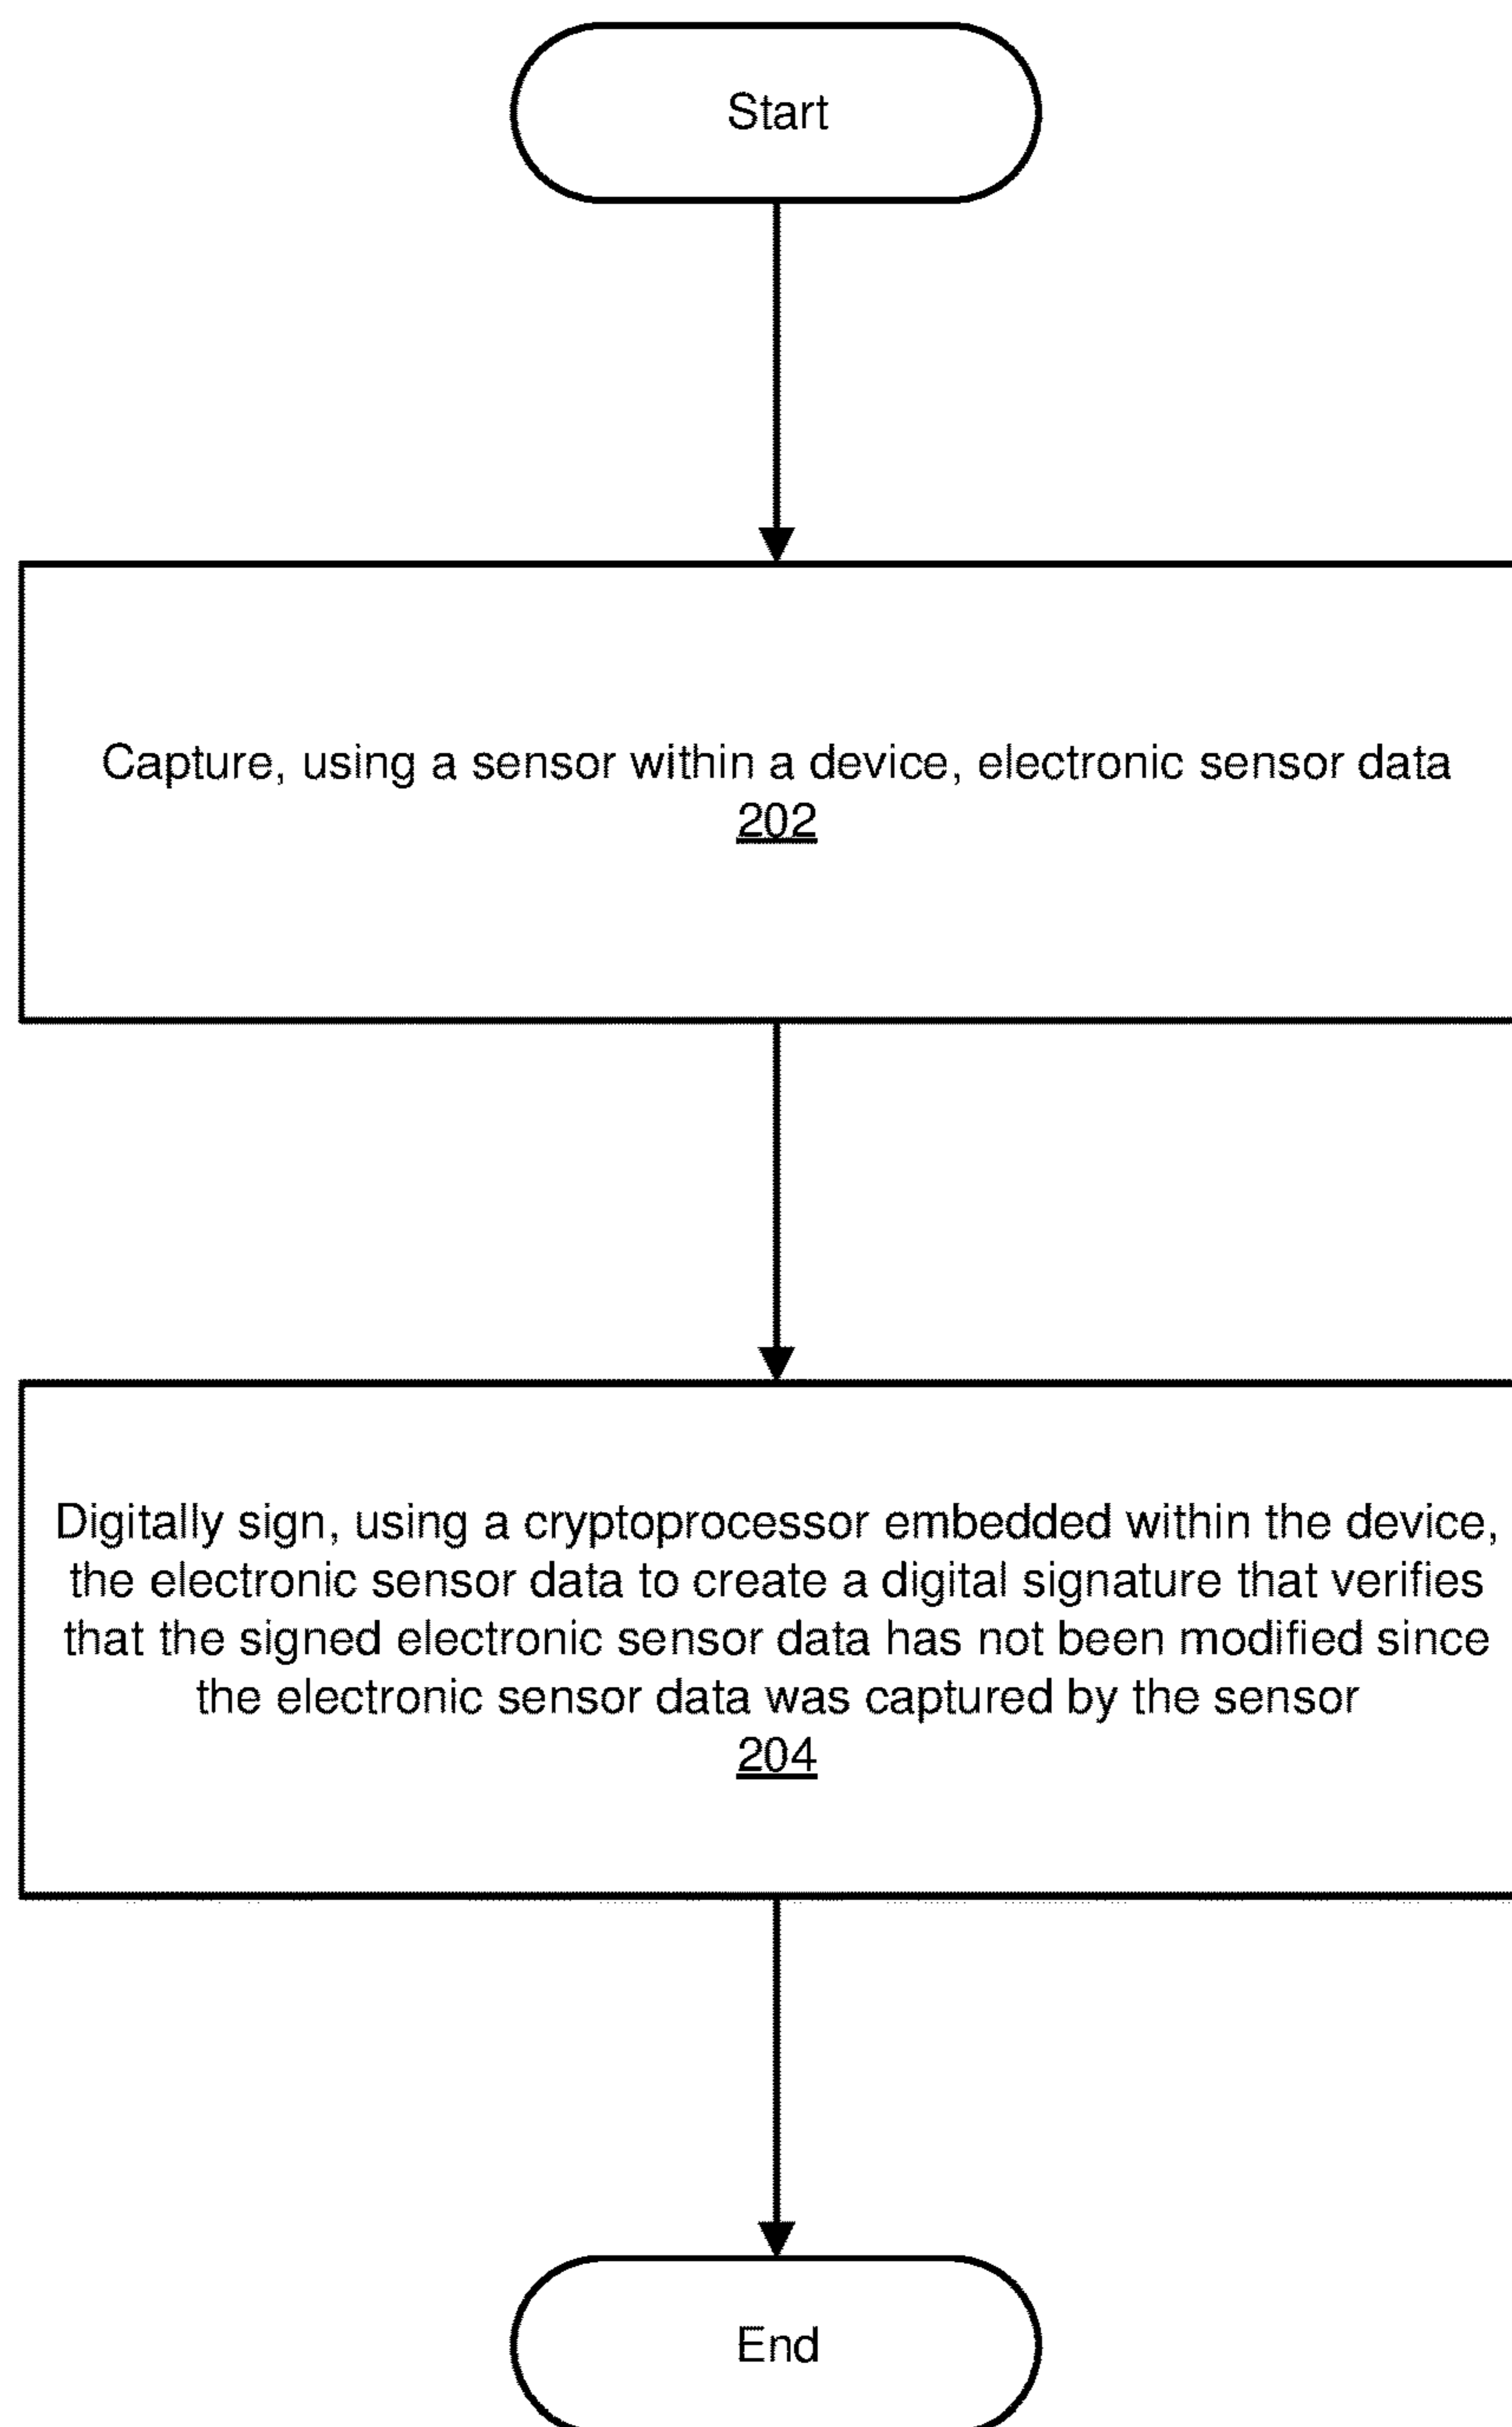 Start
Capture, using a sensor within a device, electronic sensor data
202
Digitally sign, using a cryptoprocessor embedded within the device,
the electronic sensor data to create a digital signature that verifies
that the signed electronic sensor data has not been modified since
the electronic sensor data was captured by the sensor
204
End